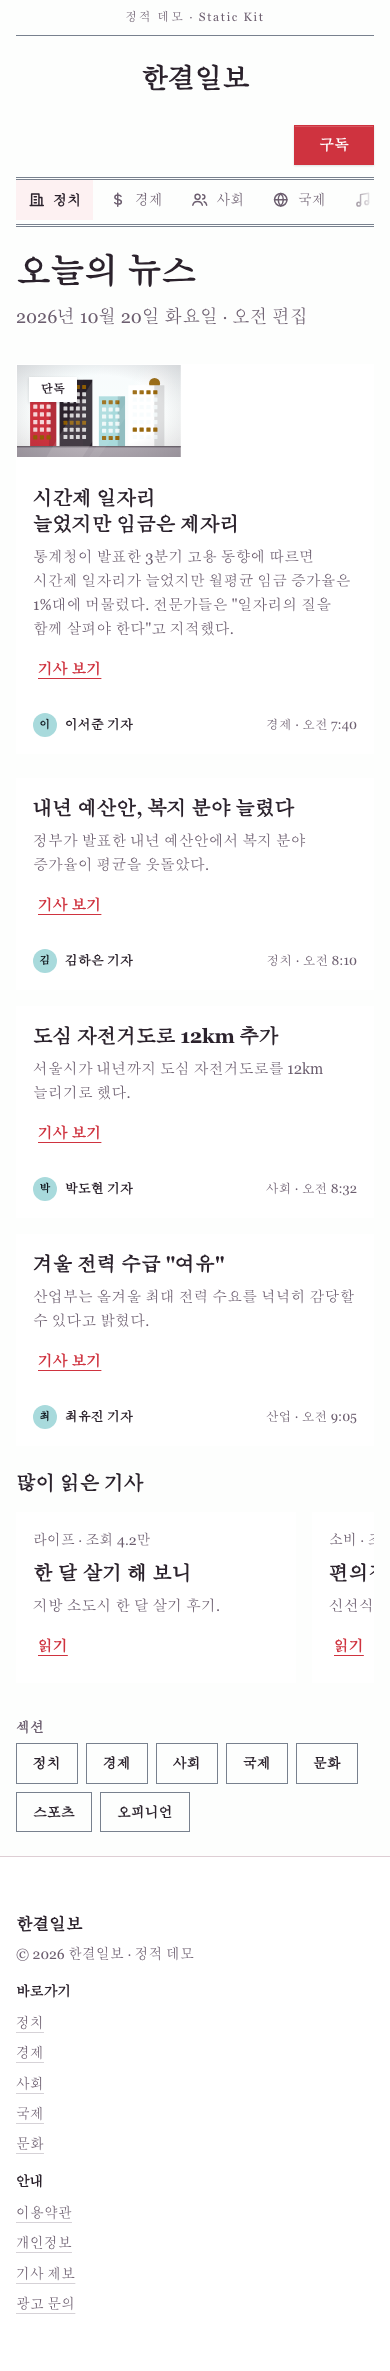 정적 데모 · Static Kit
한결일보
구독
정치 경제 사회 국제
오늘의 뉴스
2026년 10월 20일 화요일 · 오전 편집
단독
시간제 일자리
늘었지만 임금은 제자리
통계청이 발표한 3분기 고용 동향에 따르면
시간제 일자리가 늘었지만 월평균 임금 증가율은
1%대에 머물렀다. 전문가들은 "일자리의 질을
함께 살펴야 한다"고 지적했다.
기사 보기
이 이서준 기자 경제 · 오전 7:40
내년 예산안, 복지 분야 늘렸다
정부가 발표한 내년 예산안에서 복지 분야
증가율이 평균을 웃돌았다.
기사 보기
김 김하은 기자 정치 · 오전 8:10
도심 자전거도로 12km 추가
서울시가 내년까지 도심 자전거도로를 12km
늘리기로 했다.
기사 보기
박 박도현 기자 사회 · 오전 8:32
겨울 전력 수급 "여유"
산업부는 올겨울 최대 전력 수요를 넉넉히 감당할
수 있다고 밝혔다.
기사 보기
최 최유진 기자 산업 · 오전 9:05
많이 읽은 기사
라이프 · 조회 4.2만
한 달 살기 해 보니
지방 소도시 한 달 살기 후기.
읽기
소비 ·
신선식
읽기
섹션
정치 경제 사회 국제 문화
스포츠 오피니언
한결일보
© 2026 한결일보 · 정적 데모
바로가기
정치
경제
사회
국제
문화
안내
이용약관
개인정보
기사 제보
광고 문의